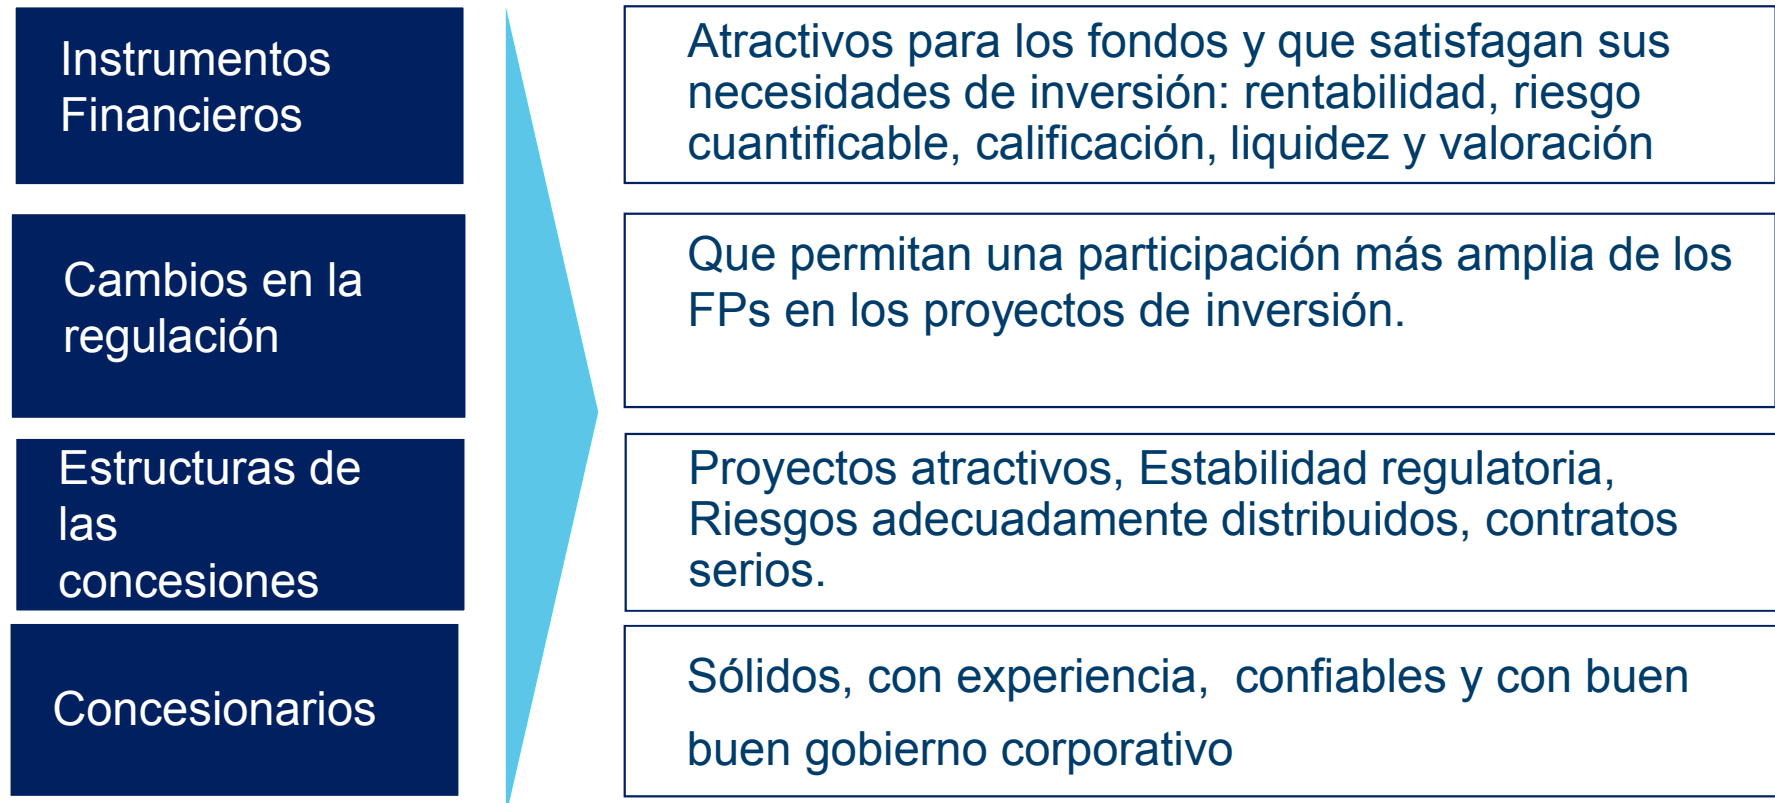 Instrumentos
Financieros
Atractivos para los fondos y que satisfagan sus
necesidades de inversión: rentabilidad, riesgo
cuantificable, calificación, liquidez y valoración
Cambios en la
regulación
Que permitan una participación más amplia de los
FPs en los proyectos de inversión.
Estructuras de
las
concesiones
Proyectos atractivos, Estabilidad regulatoria,
Riesgos adecuadamente distribuidos, contratos
serios.
Concesionarios
Sólidos, con experiencia,  confiables y con buen
buen gobierno corporativo